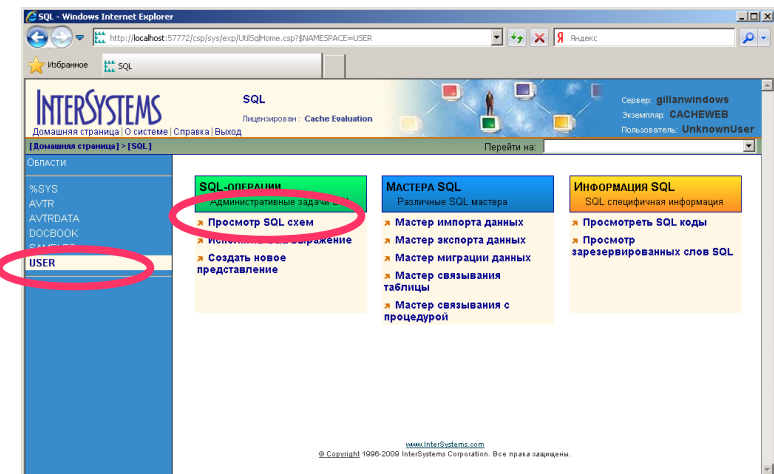 SQL - Windows Internet Explorer
http://localhost:57772/csp/sys/exp/UtilSqlHome.csp?$NAMESPACE=USER
Яндекс
Избранное
SQL
INTERSYSTEMS
SQL
Лицензирован : Cache Evaluation
Сервер: gillanwindows
Экземпляр: CACHEWEB
Пользователь: UnknownUser
Домашняя страница | О системе | Справка | Выход
[Домашняя страница] > [SQL]
Перейти на:
Области
%SYS
AVTR
AVTRDATA
DOCBOOK
SAMPLES
USER
SQL-операции
Административные задачи SQL
Просмотр SQL схем
выражение
Создать новое
представление
Мастера SQL
Различные SQL мастера
Мастер импорта данных
Мастер экспорта данных
Мастер миграции данных
Мастер связывания
таблицы
Мастер связывания с
процедурой
Информация SQL
SQL специфичная информация
Просмотреть SQL коды
Просмотр
зарезервированных слов SQL
www.InterSystems.com
© Copyright 1996-2009 InterSystems Corporation. Все права защищены.